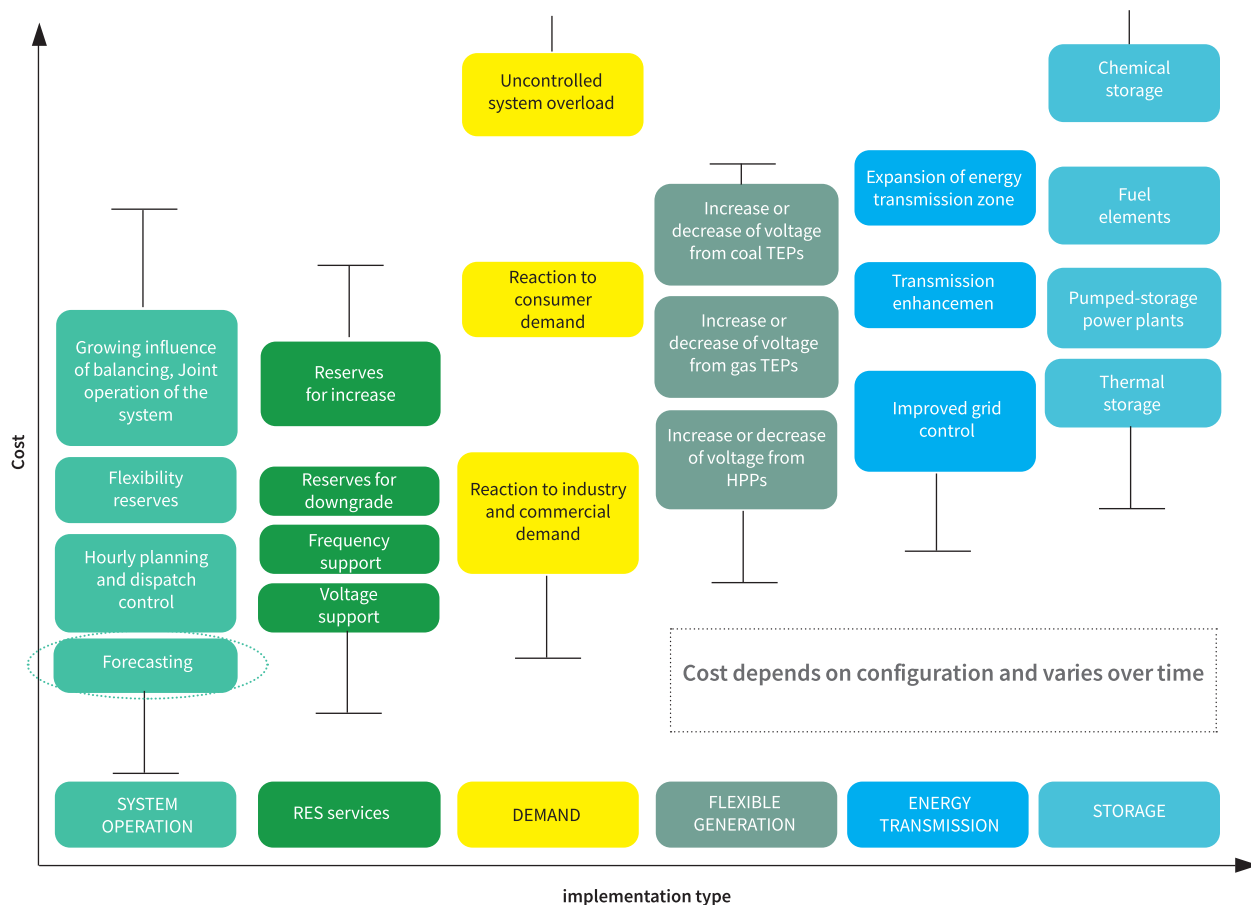 Cost
Growing influence
of balancing, Joint
operation of the
system
Flexibility
reserves
Hourly planning
and dispatch
control
Forecasting
SYSTEM
OPERATION
Reserves
for increase
Reserves for
downgrade
Frequency
support
Voltage
support
RES services
Uncontrolled
system overload
Reaction to
consumer
demand
Reaction to industry
and commercial
demand
DEMAND
Increase or
decrease of voltage
from coal TEPs
Increase or
decrease of voltage
from gas TEPs
Increase or decrease
of voltage from
HPPs
FLEXIBLE
GENERATION
Expansion of energy
transmission zone
Transmission
enhancemen
Improved grid
control
ENERGY
TRANSMISSION
Chemical
storage
Fuel
elements
Pumped-storage
power plants
Thermal
storage
STORAGE
Cost depends on configuration and varies over time
implementation type